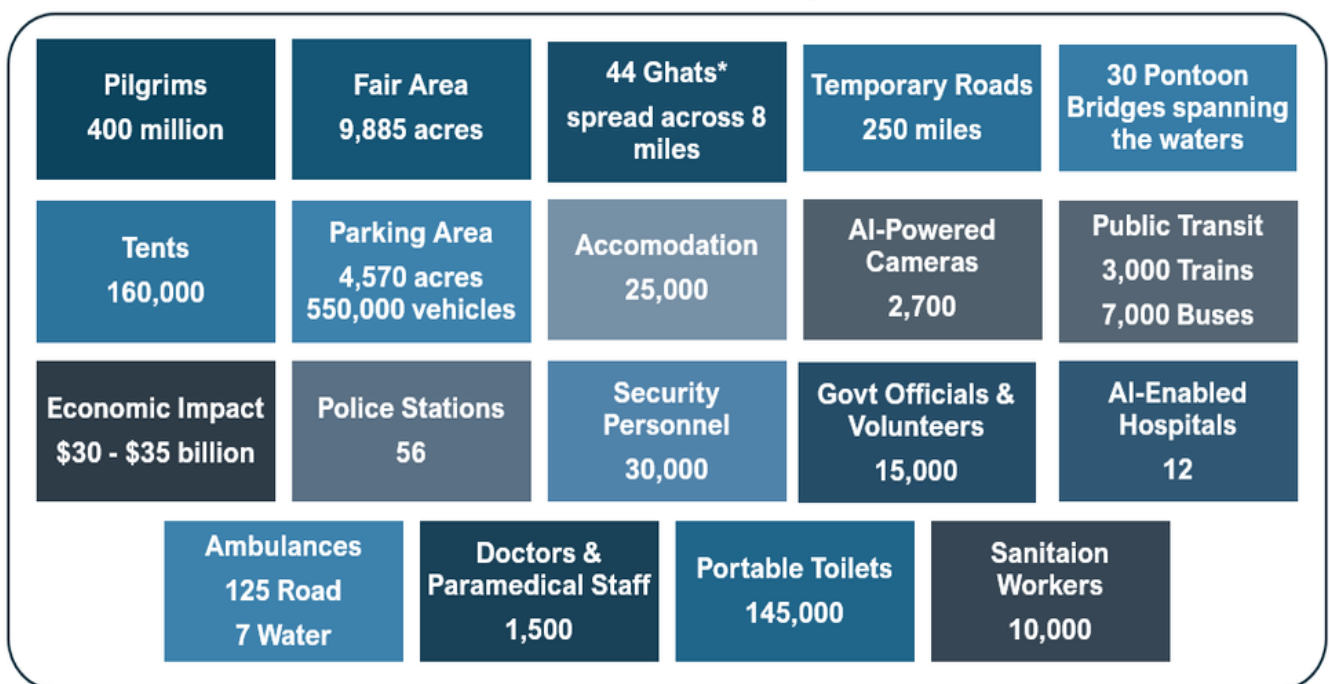 Pilgrims
400 million
Fair Area
9,885 acres
44 Ghats*
spread across 8
miles
Temporary Roads
250 miles
30 Pontoon
Bridges spanning
the waters
Tents
160,000
Parking Area
4,570 acres
550,000 vehicles
Accomodation
25,000
AI-Powered
Cameras
2,700
Public Transit
3,000 Trains
7,000 Buses
Economic Impact
$30 - $35 billion
Police Stations
56
Security
Personnel
30,000
Govt Officials &
Volunteers
15,000
AI-Enabled
Hospitals
12
Ambulances
125 Road
7 Water
Doctors &
Paramedical Staff
1,500
Portable Toilets
145,000
Sanitaion
Workers
10,000